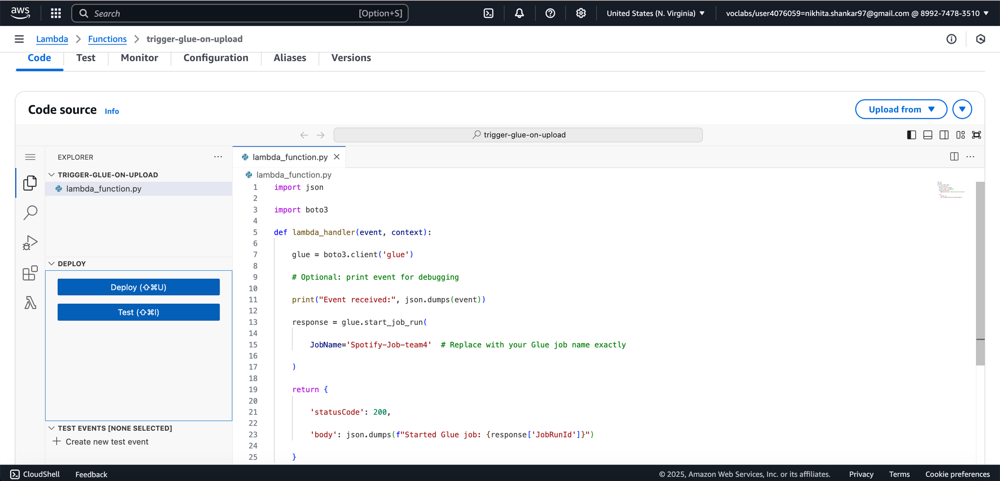 aws
Search [Option+S]
United States (N. Virginia)
voclabs/user4076059=nikhita.shankar97@gmail.com @ 8992-7478-3510
Lambda
Functions
trigger-glue-on-upload
Code
Test
Monitor
Configuration
Aliases
Versions
Code source Info
Upload from
trigger-glue-on-upload
EXPLORER
TRIGGER-GLUE-ON-UPLOAD
lambda_function.py
DEPLOY
Deploy (⇧⌘U)
Test (⇧⌘I)
TEST EVENTS [NONE SELECTED]
+ Create new test event
lambda_function.py
lambda_function.py
1 import json
2
3 import boto3
4
5 def lambda_handler(event, context):
6
7 glue = boto3.client('glue')
8
9 # Optional: print event for debugging
10
11 print("Event received:", json.dumps(event))
12
13 response = glue.start_job_run(
14
15 JobName='Spotify-Job-team4'  # Replace with your Glue job name exactly
16
17 )
18
19 return {
20
21 'statusCode': 200,
22
23 'body': json.dumps(f"Started Glue job: {response['JobRunId']}")
24
25 }
CloudShell
Feedback
© 2025, Amazon Web Services, Inc. or its affiliates.
Privacy
Terms
Cookie preferences